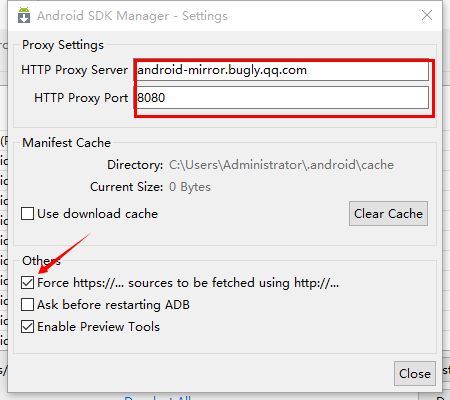 Android SDK Manager - Settings
Proxy Settings
HTTP Proxy Server android-mirror.bugly.qq.com
HTTP Proxy Port 8080
Manifest Cache
Directory: C:\Users\Administrator\.android\cache
Current Size: 0 Bytes
Use download cache Clear Cache
Others
Force https://... sources to be fetched using http://...
Ask before restarting ADB
Enable Preview Tools
Close